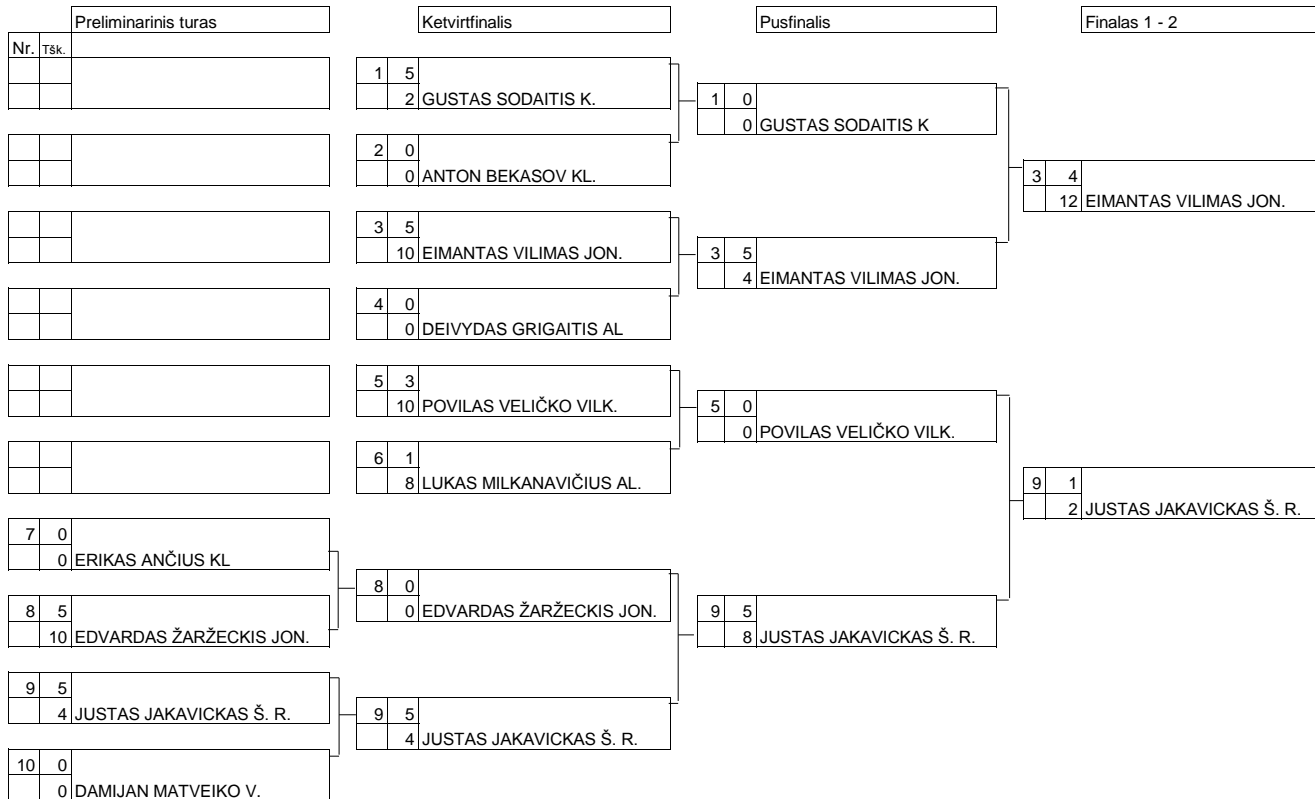 Preliminarinis turas
Nr. Tšk.
7 0
0 ERIKAS ANČIUS KL
8 5
10 EDVARDAS ŽARŽECKIS JON.
9 5
4 JUSTAS JAKAVICKAS Š. R.
10 0
0 DAMIJAN MATVEIKO V.
Ketvirtfinalis
1 5
2 GUSTAS SODAITIS K.
2 0
0 ANTON BEKASOV KL.
3 5
10 EIMANTAS VILIMAS JON.
4 0
0 DEIVYDAS GRIGAITIS AL
5 3
10 POVILAS VELIČKO VILK.
6 1
8 LUKAS MILKANAVIČIUS AL.
8 0
0 EDVARDAS ŽARŽECKIS JON.
9 5
4 JUSTAS JAKAVICKAS Š. R.
Pusfinalis
1 0
0 GUSTAS SODAITIS K
3 5
4 EIMANTAS VILIMAS JON.
5 0
0 POVILAS VELIČKO VILK.
9 5
8 JUSTAS JAKAVICKAS Š. R.
Finalas 1 - 2
3 4
12 EIMANTAS VILIMAS JON.
9 1
2 JUSTAS JAKAVICKAS Š. R.